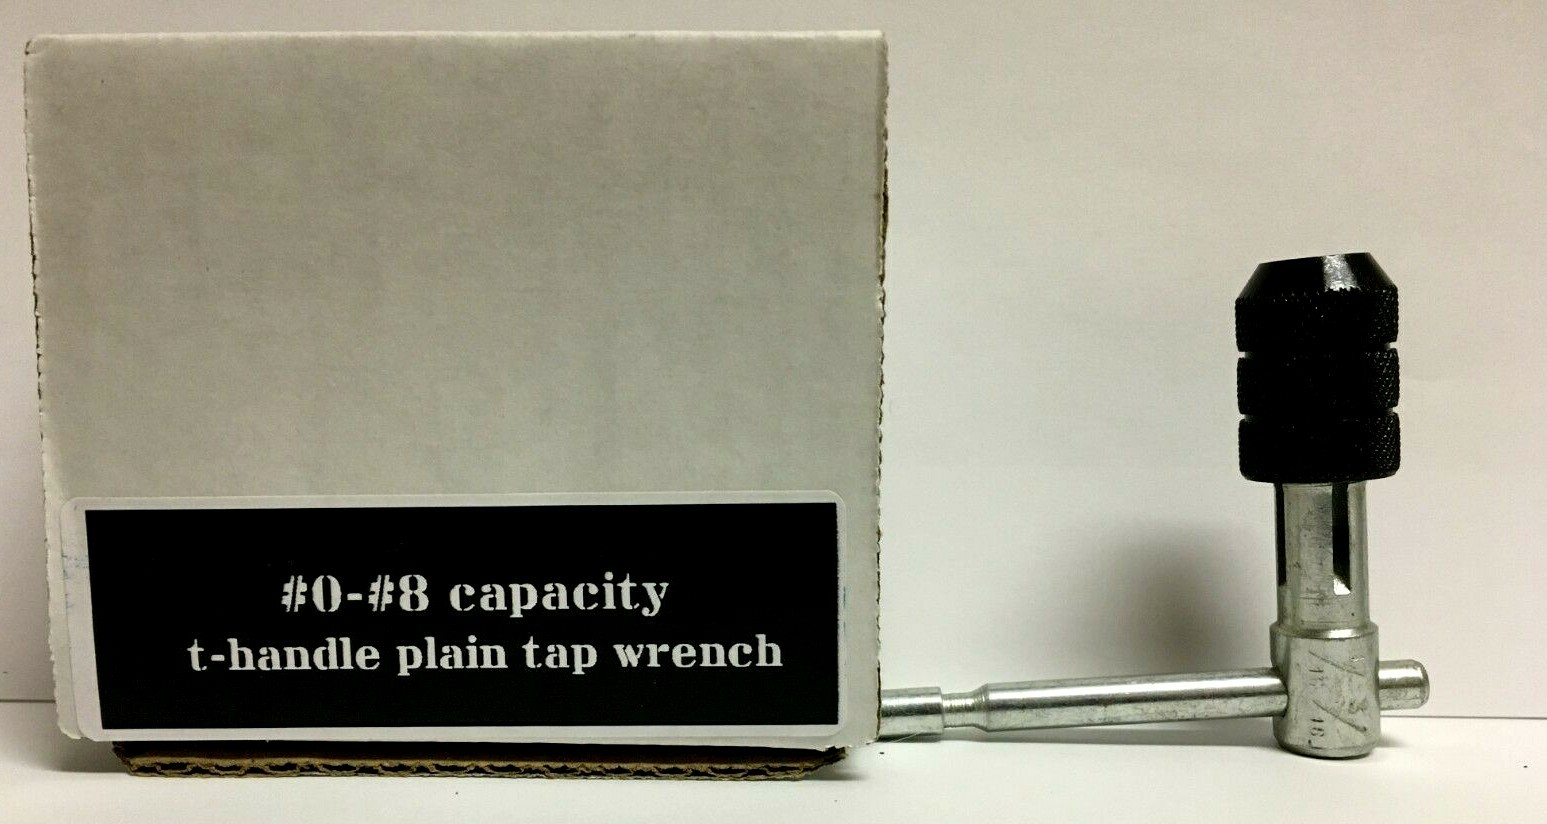 #0-#8 capacity
t-handle plain tap wrench